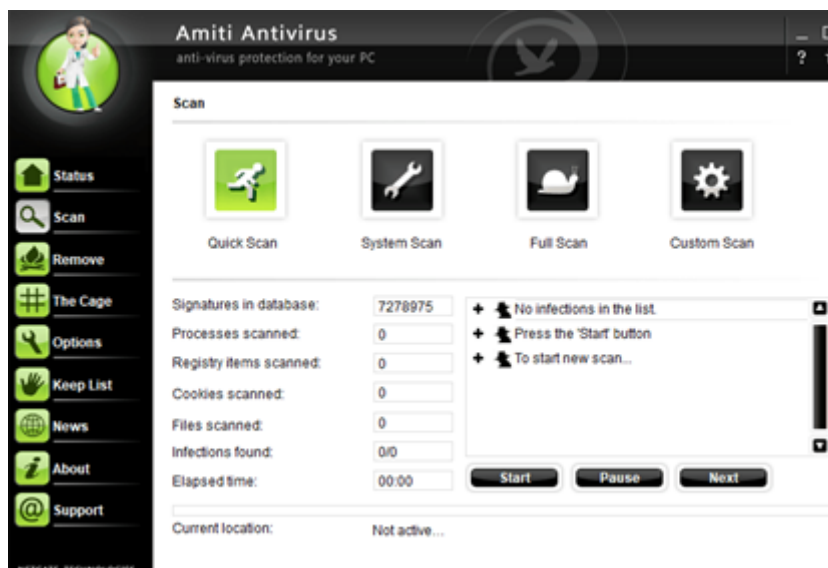 Amiti Antivirus
anti-virus protection for your PC
?
Scan
Quick Scan
System Scan
Full Scan
Custom Scan
Status
Scan
Remove
The Cage
Options
Keep List
News
About
Support
Signatures in database: 7278975
Processes scanned: 0
Registry items scanned: 0
Cookies scanned: 0
Files scanned: 0
Infections found: 0/0
Elapsed time: 00:00
No infections in the list.
Press the 'Start' button
To start new scan...
Start
Pause
Next
Current location: Not active...